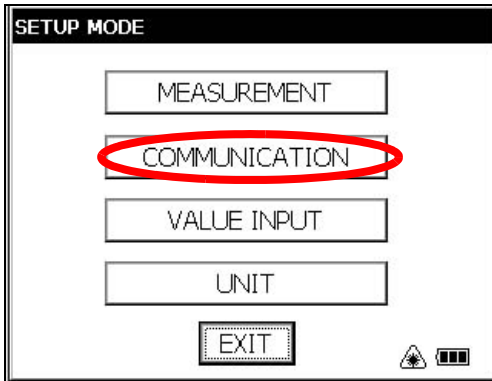 SETUP MODE
MEASUREMENT
COMMUNICATION
VALUE INPUT
UNIT
EXIT